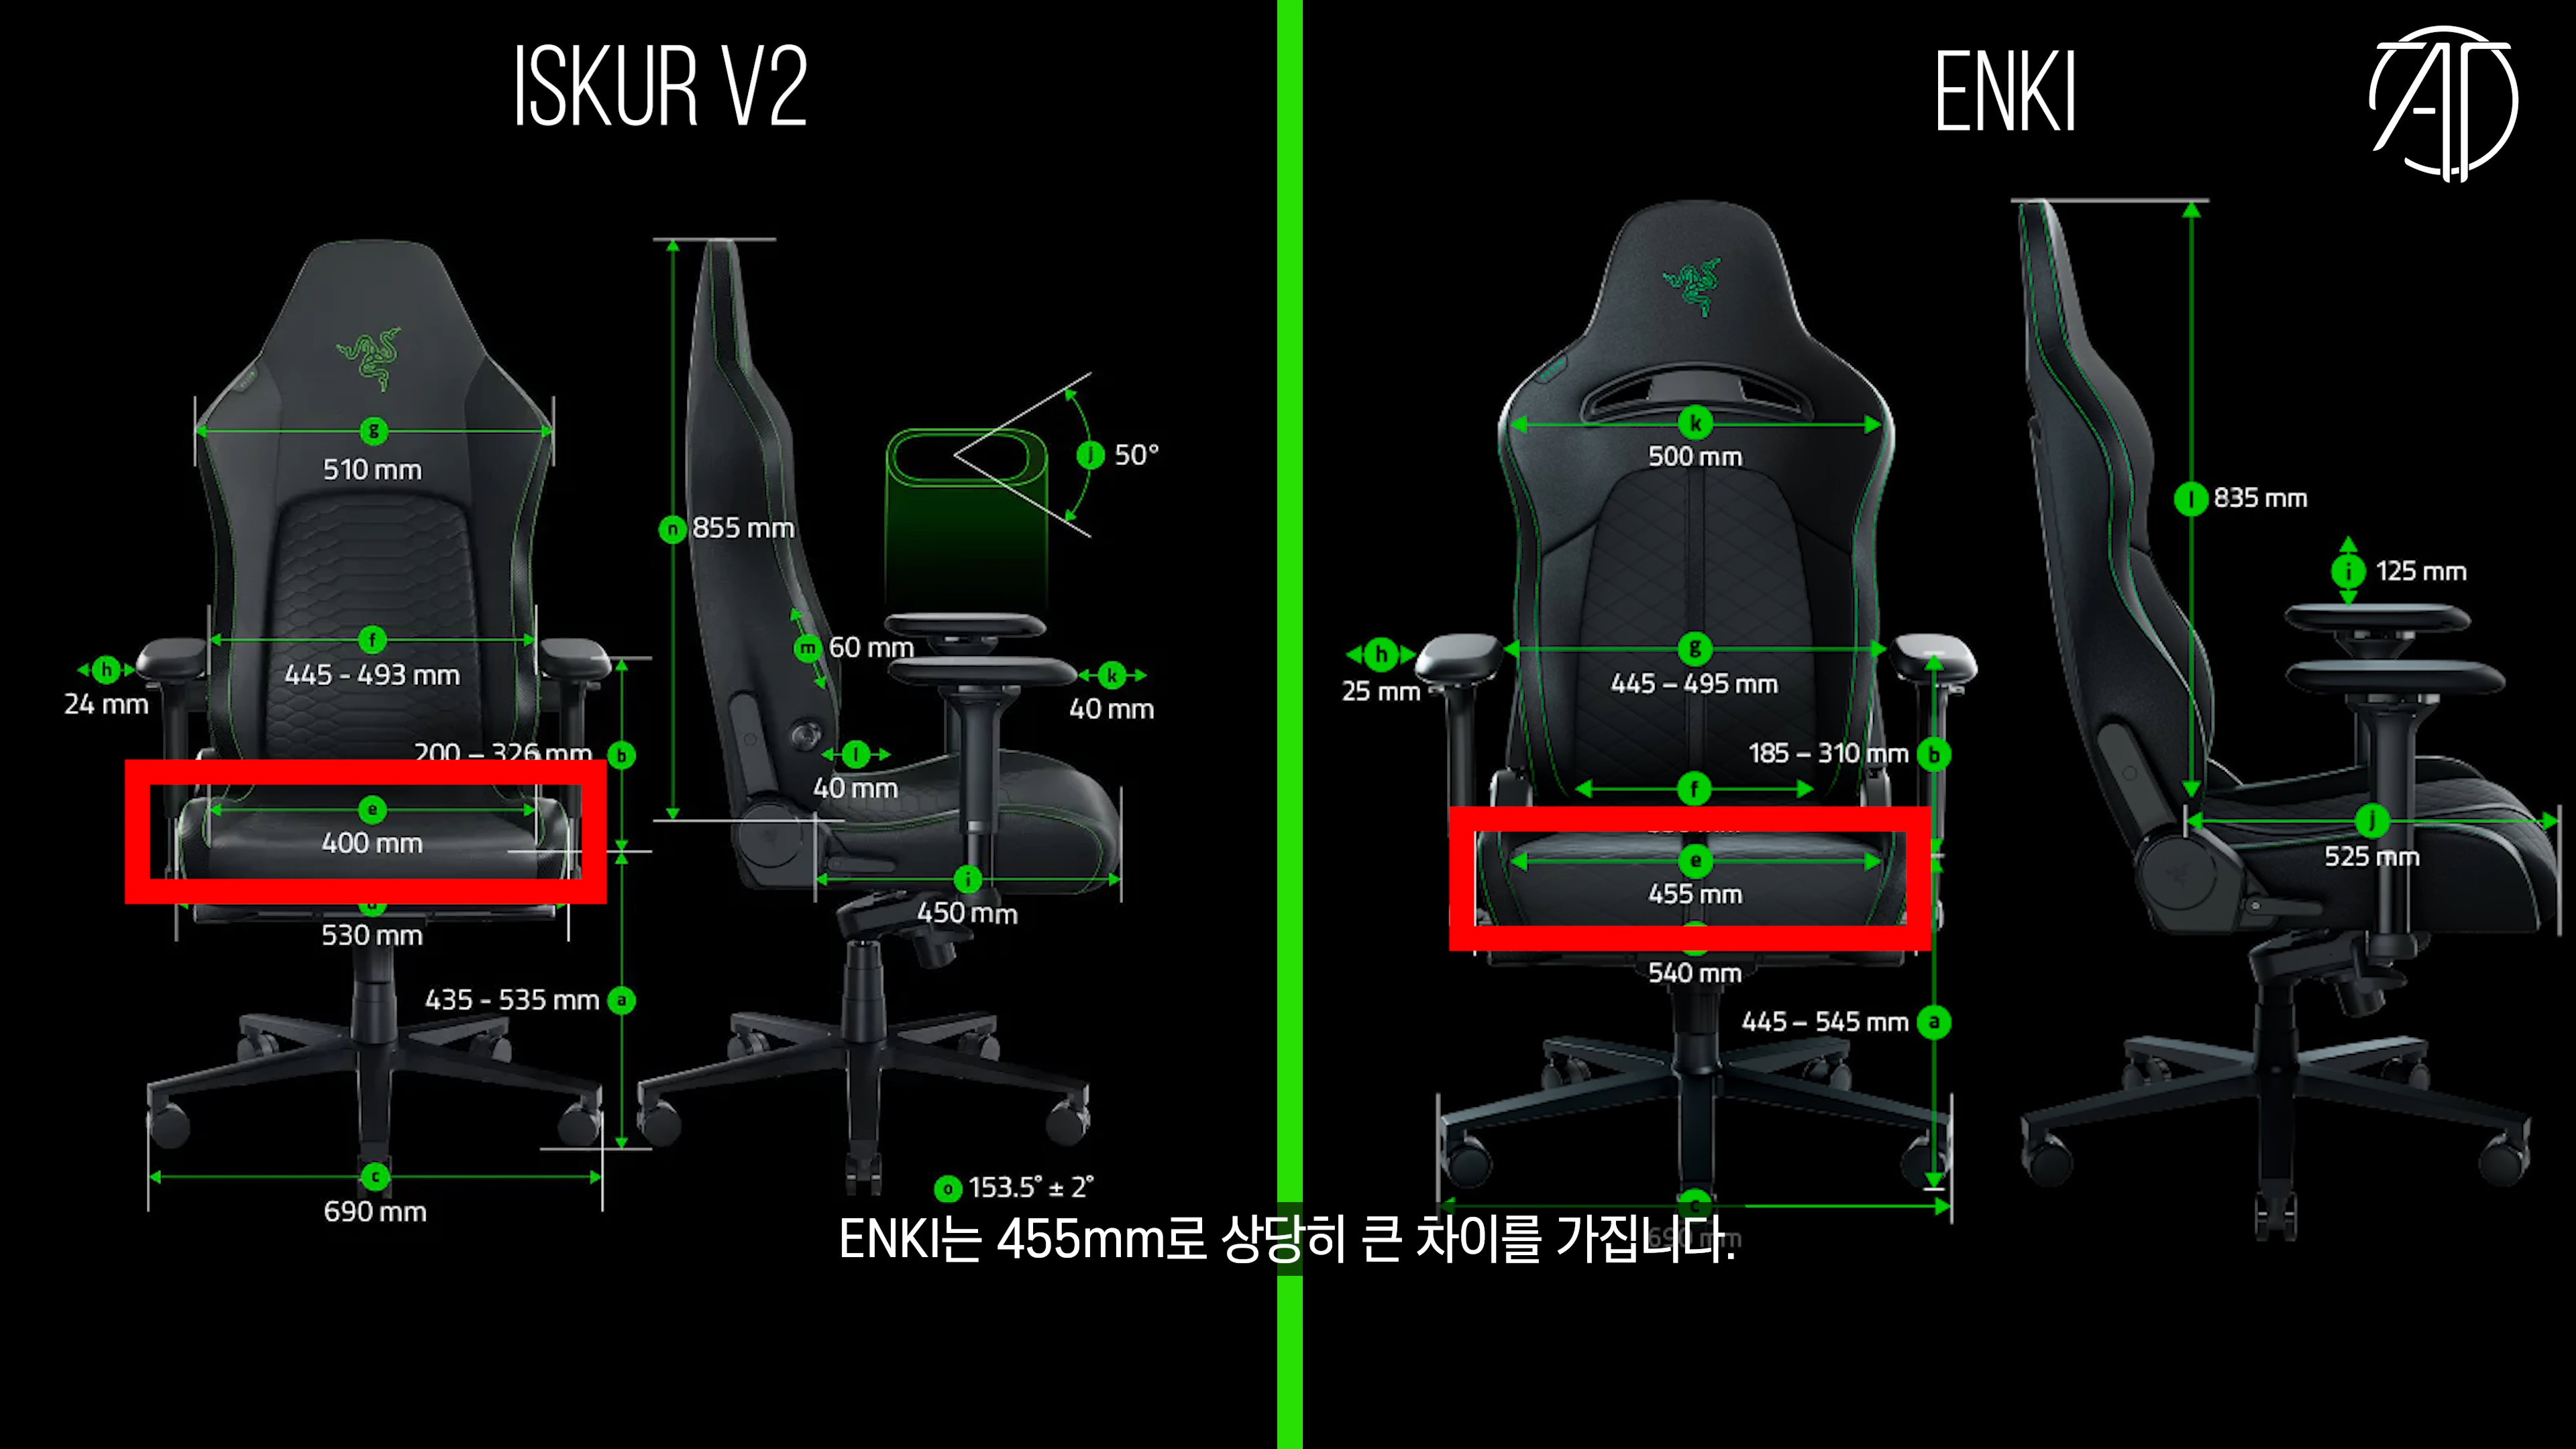 ISKUR V2
g
510 mm
f
445 - 493 mm
h
24 mm
200 – 326 mm
b
e
400 mm
530 mm
435 - 535 mm
a
c
690 mm
n
855 mm
j
50°
m
60 mm
k
40 mm
l
40 mm
i
450 mm
o
153.5° ± 2°
ENKI
k
500 mm
g
445 – 495 mm
h
25 mm
185 – 310 mm
b
f
e
455 mm
540 mm
445 – 545 mm
a
c
690 mm
l
835 mm
i
125 mm
j
525 mm
ENKI는 455mm로 상당히 큰 차이를 가집니다.